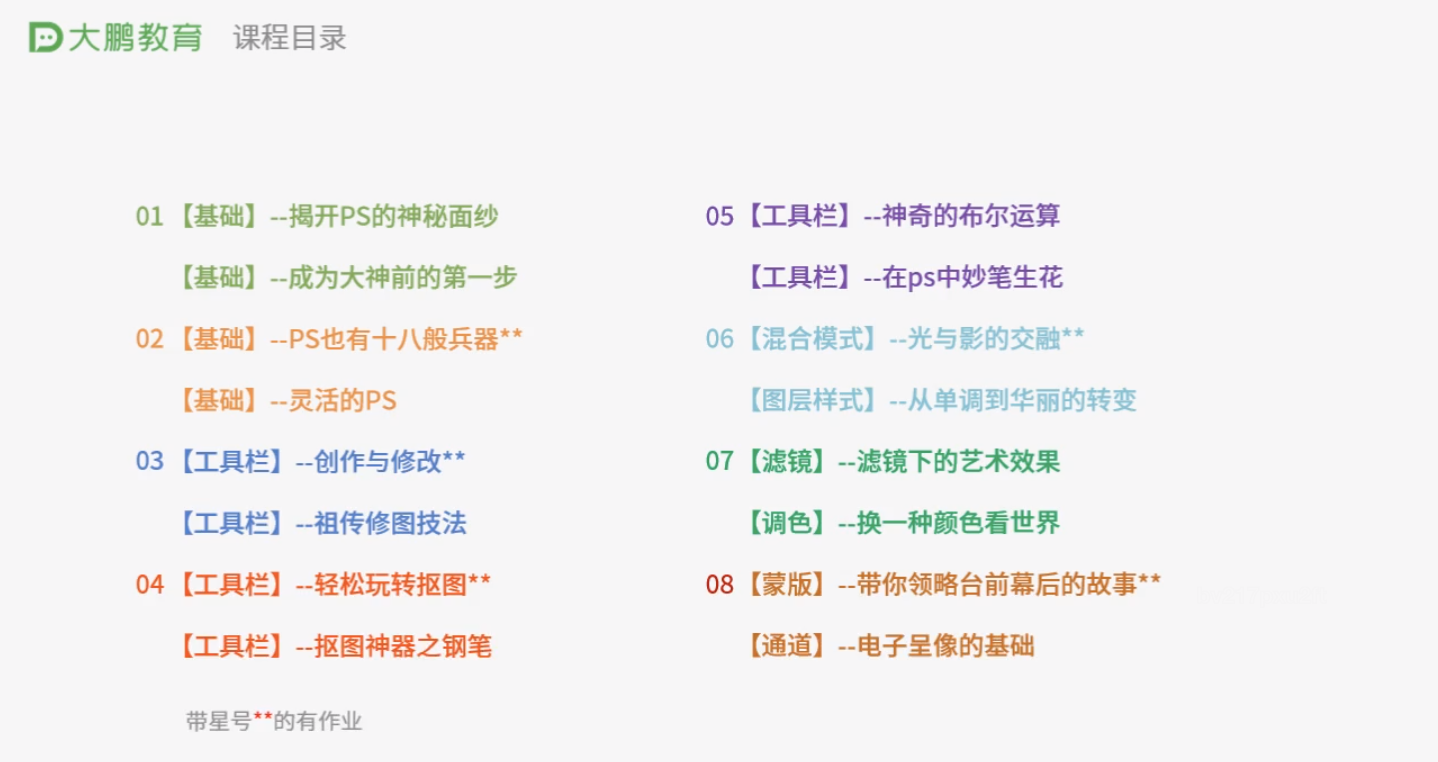 大鹏教育 课程目录
01 【基础】--揭开PS的神秘面纱
【基础】--成为大神前的第一步
02 【基础】--PS也有十八般兵器**
【基础】--灵活的PS
03 【工具栏】--创作与修改**
【工具栏】--祖传修图技法
04 【工具栏】--轻松玩转抠图**
【工具栏】--抠图神器之钢笔
05 【工具栏】--神奇的布尔运算
【工具栏】--在ps中妙笔生花
06 【混合模式】--光与影的交融**
【图层样式】--从单调到华丽的转变
07 【滤镜】--滤镜下的艺术效果
【调色】--换一种颜色看世界
08 【蒙版】--带你领略台前幕后的故事**
【通道】--电子呈像的基础
带星号**的有作业